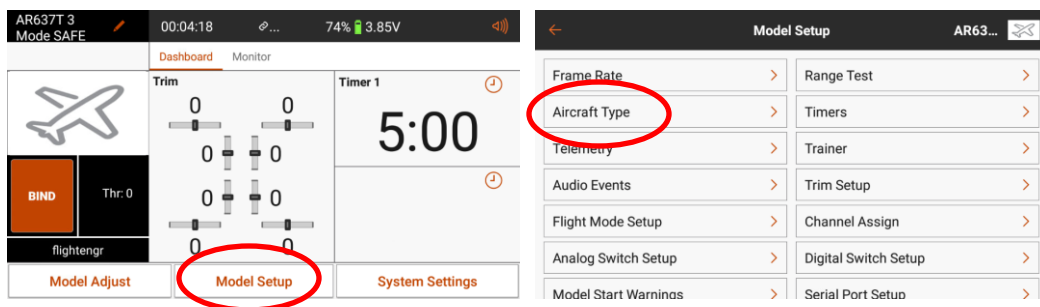 AR637T 3
Mode SAFE
00:04:18
...
74% 3.85V
Dashboard Monitor
Trim
0 0
0 0
0 0
0 0
Timer 1
5:00
BIND
Thr: 0
flightengr
Model Adjust
Model Setup
System Settings
Model Setup
AR63...
Frame Rate
Range Test
Aircraft Type
Timers
Telemetry
Trainer
Audio Events
Trim Setup
Flight Mode Setup
Channel Assign
Analog Switch Setup
Digital Switch Setup
Model Start Warnings
Serial Port Setup